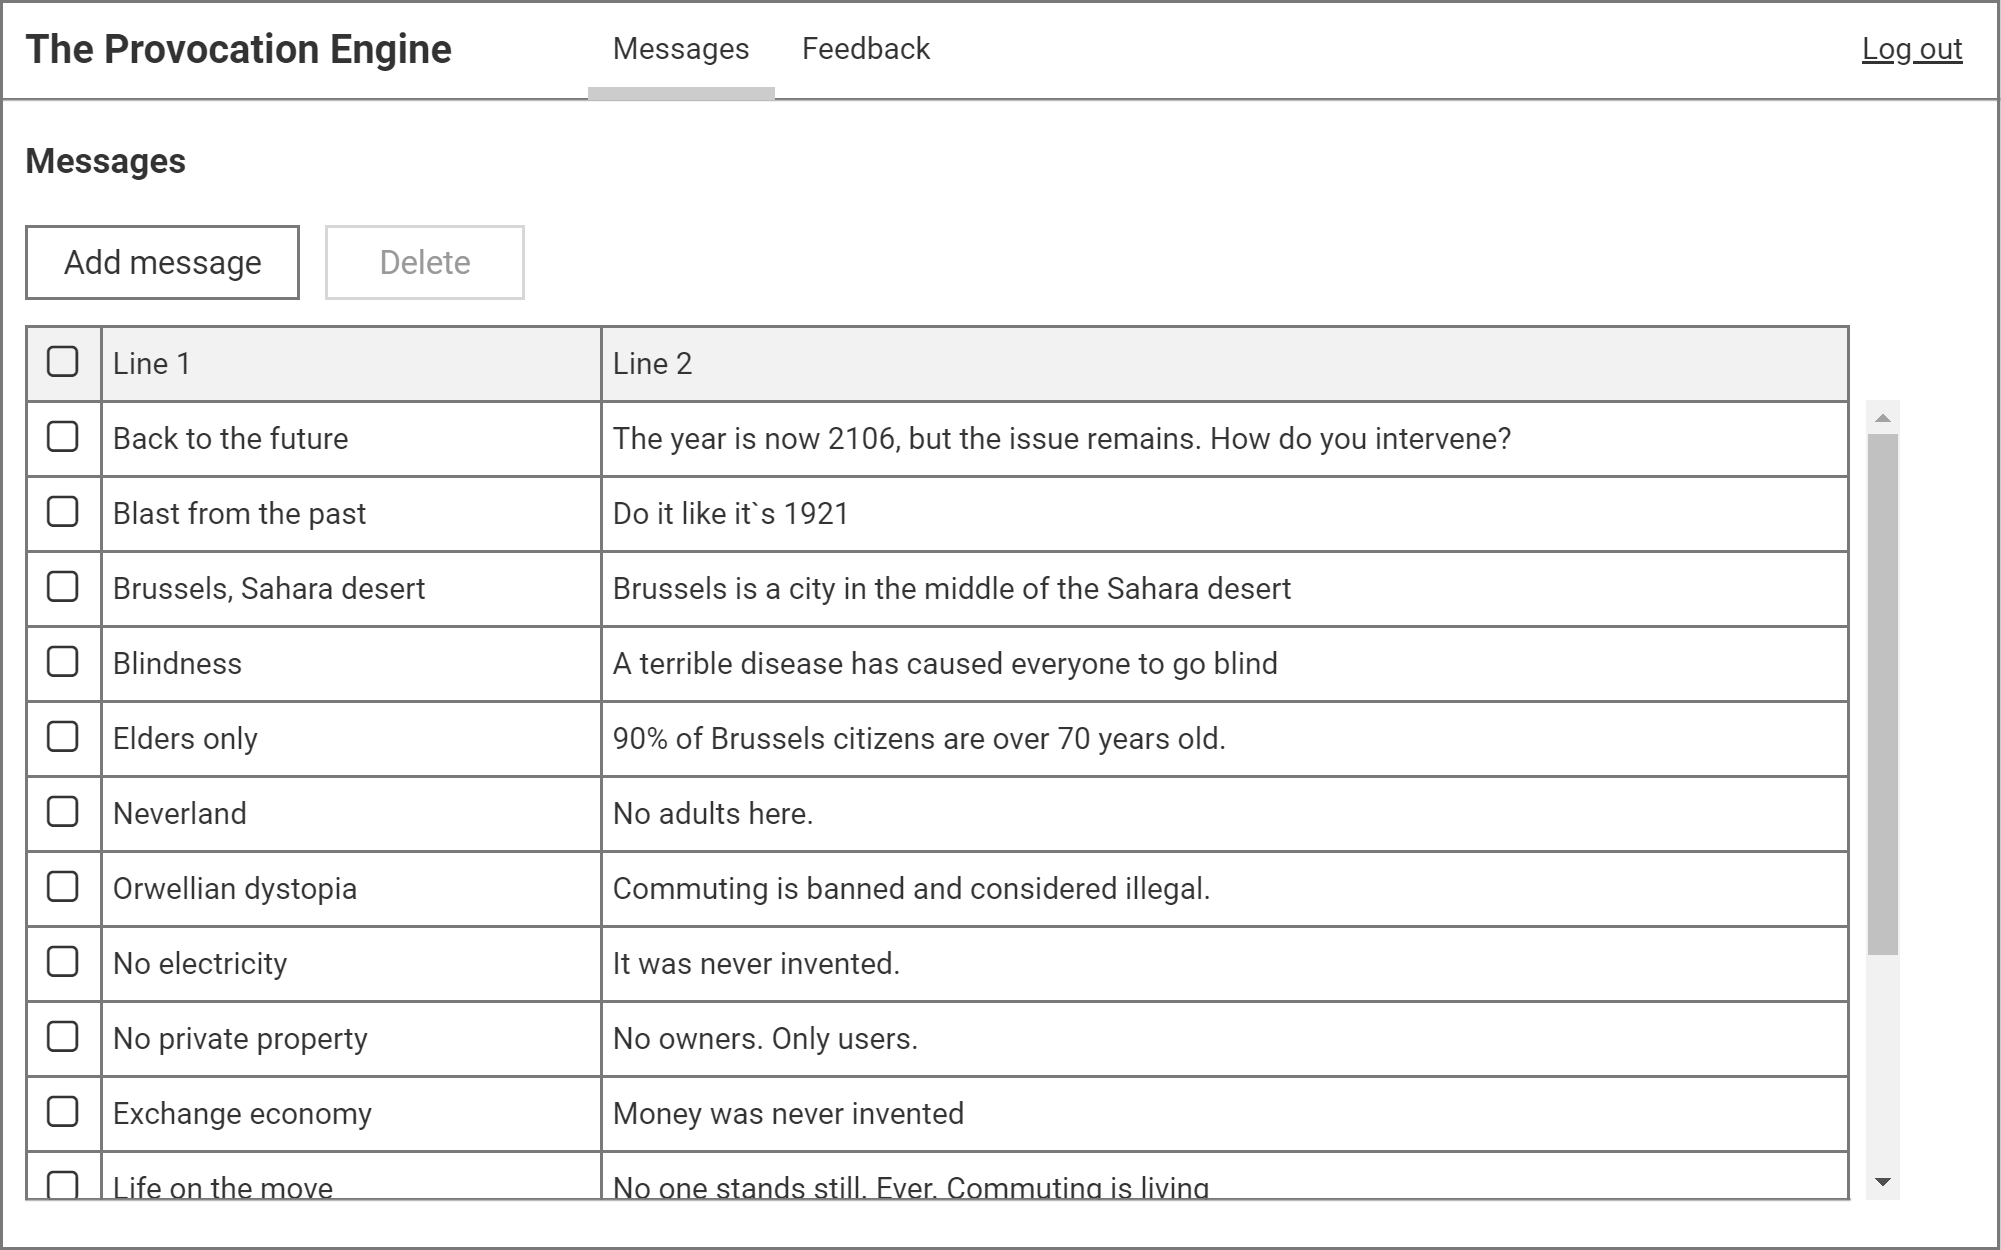 The Provocation Engine Messages Feedback Log out
Messages
Add message Delete
Line 1 Line 2
Back to the future The year is now 2106, but the issue remains. How do you intervene?
Blast from the past Do it like it`s 1921
Brussels, Sahara desert Brussels is a city in the middle of the Sahara desert
Blindness A terrible disease has caused everyone to go blind
Elders only 90% of Brussels citizens are over 70 years old.
Neverland No adults here.
Orwellian dystopia Commuting is banned and considered illegal.
No electricity It was never invented.
No private property No owners. Only users.
Exchange economy Money was never invented
Life on the move No one stands still. Ever. Commuting is living